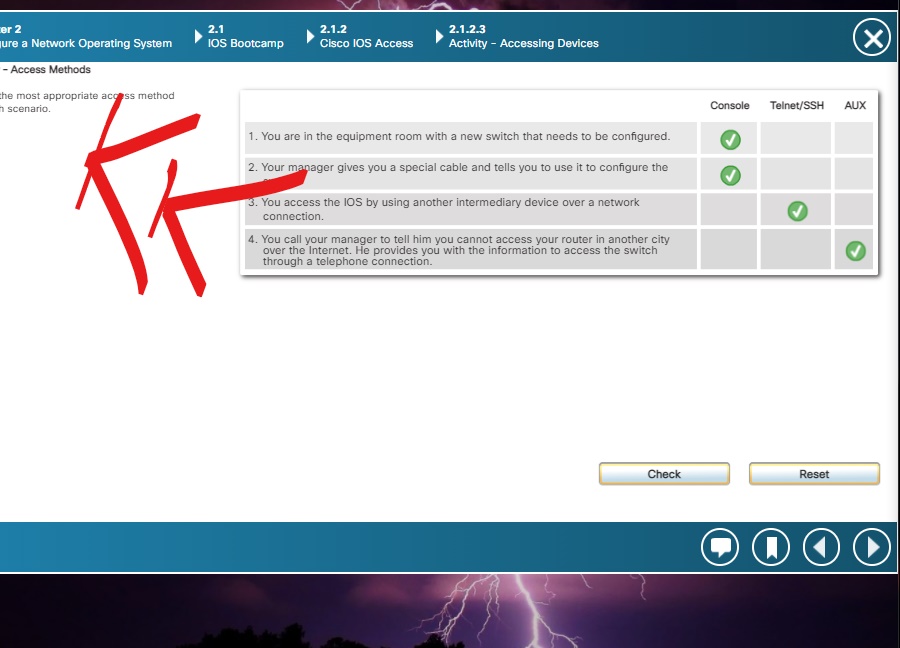 er 2
ure a Network Operating System
2.1
IOS Bootcamp
2.1.2
Cisco IOS Access
2.1.2.3
Activity – Accessing Devices
– Access Methods
the most appropriate access method
h scenario.
Console Telnet/SSH AUX
1. You are in the equipment room with a new switch that needs to be configured.
2. Your manager gives you a special cable and tells you to use it to configure the
3. You access the IOS by using another intermediary device over a network
connection.
4. You call your manager to tell him you cannot access your router in another city
over the Internet. He provides you with the information to access the switch
through a telephone connection.
Check
Reset